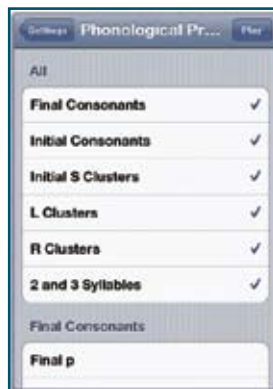 Settings Phonological Pr... Play
All
Final Consonants
Initial Consonants
Initial S Clusters
L Clusters
R Clusters
2 and 3 Syllables
Final Consonants
Final p